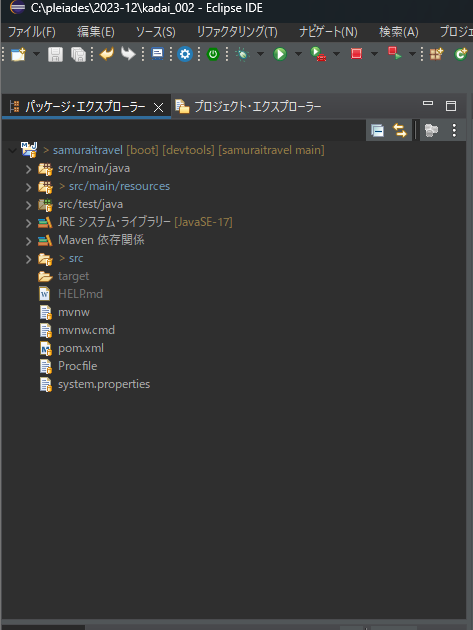 C:\pleiades\2023-12\kadai_002 - Eclipse IDE
ファイル(F) 編集(E) ソース(S) リファクタリング(T) ナビゲート(N) 検索(A) プロジェ
パッケージ・エクスプローラー プロジェクト・エクスプローラー
> samuraitravel [boot] [devtools] [samuraitravel main]
src/main/java
> src/main/resources
src/test/java
JRE システム・ライブラリー [JavaSE-17]
Maven 依存関係
> src
target
HELP.md
mvnw
mvnw.cmd
pom.xml
Procfile
system.properties